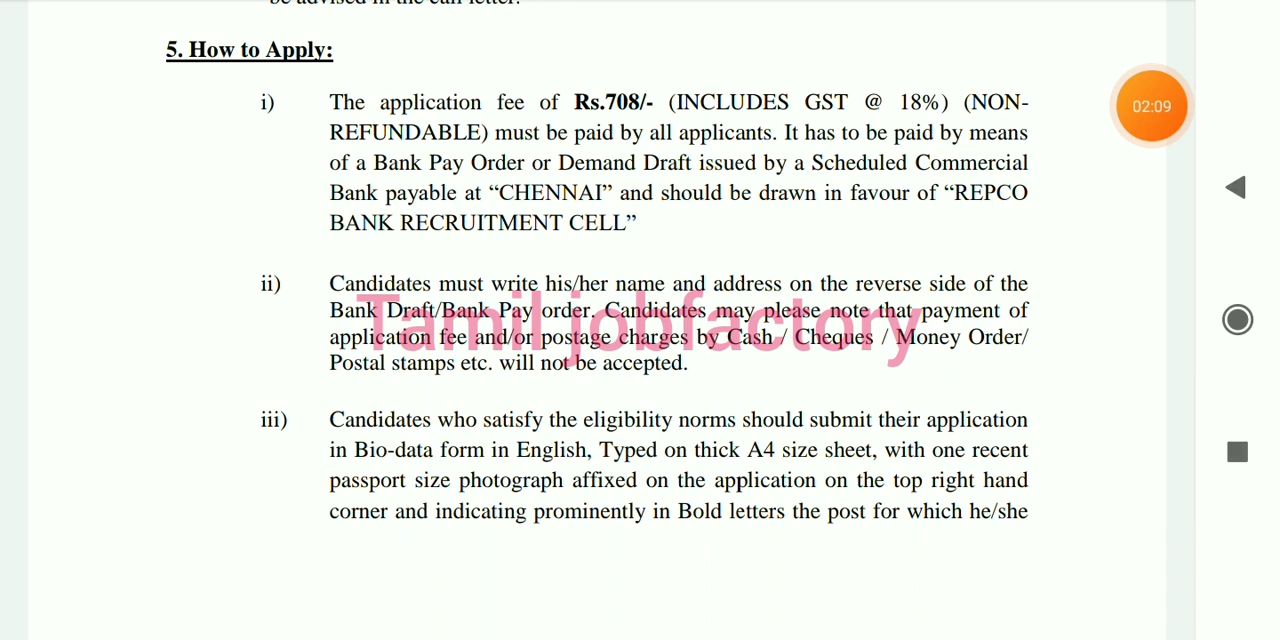 be advised in the call letter.
5. How to Apply:
02:09
i) The application fee of Rs.708/- (INCLUDES GST @ 18%) (NON-
REFUNDABLE) must be paid by all applicants. It has to be paid by means
of a Bank Pay Order or Demand Draft issued by a Scheduled Commercial
Bank payable at “CHENNAI” and should be drawn in favour of “REPCO
BANK RECRUITMENT CELL”
ii) Candidates must write his/her name and address on the reverse side of the
Bank Draft/Bank Pay order. Candidates may please note that payment of
application fee and/or postage charges by Cash / Cheques / Money Order/
Postal stamps etc. will not be accepted.
Tamil jobfactory
iii) Candidates who satisfy the eligibility norms should submit their application
in Bio-data form in English, Typed on thick A4 size sheet, with one recent
passport size photograph affixed on the application on the top right hand
corner and indicating prominently in Bold letters the post for which he/she